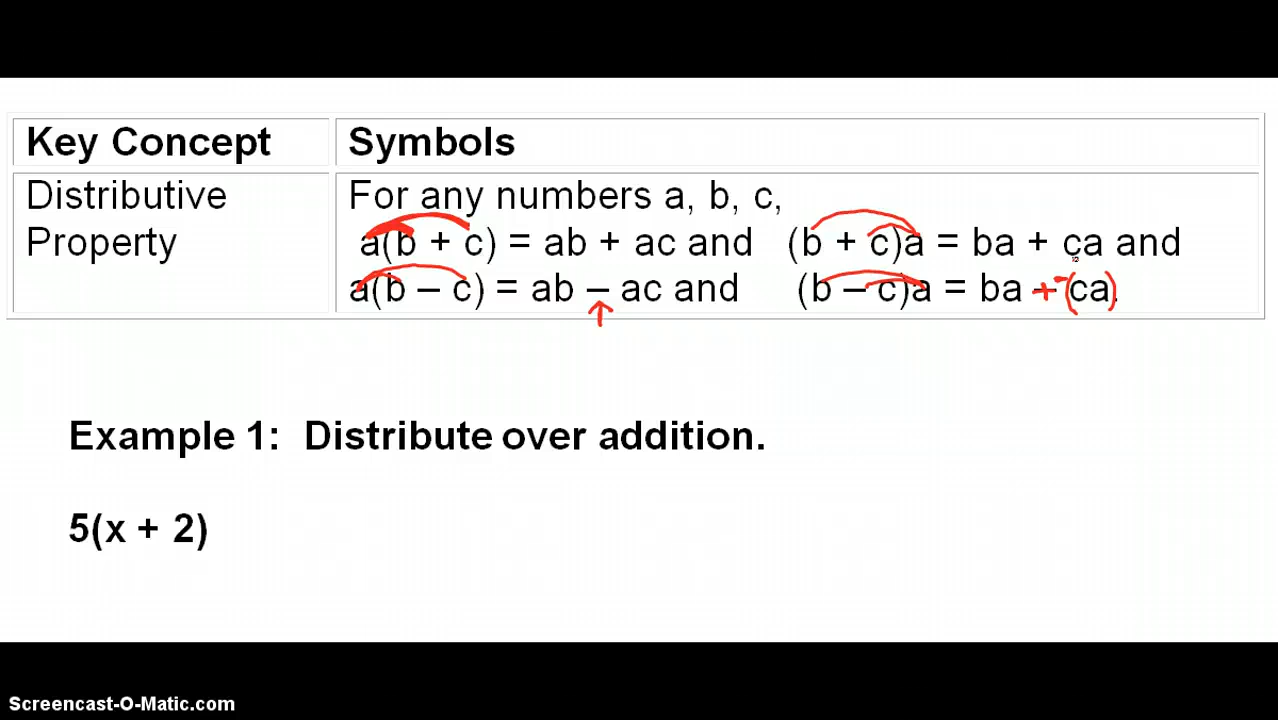 Key Concept Symbols
Distributive For any numbers a, b, c,
Property a(b + c) = ab + ac and (b + c)a = ba + ca and
a(b – c) = ab – ac and (b – c)a = ba +⁻(ca).
Example 1: Distribute over addition.
5(x + 2)
Screencast-O-Matic.com